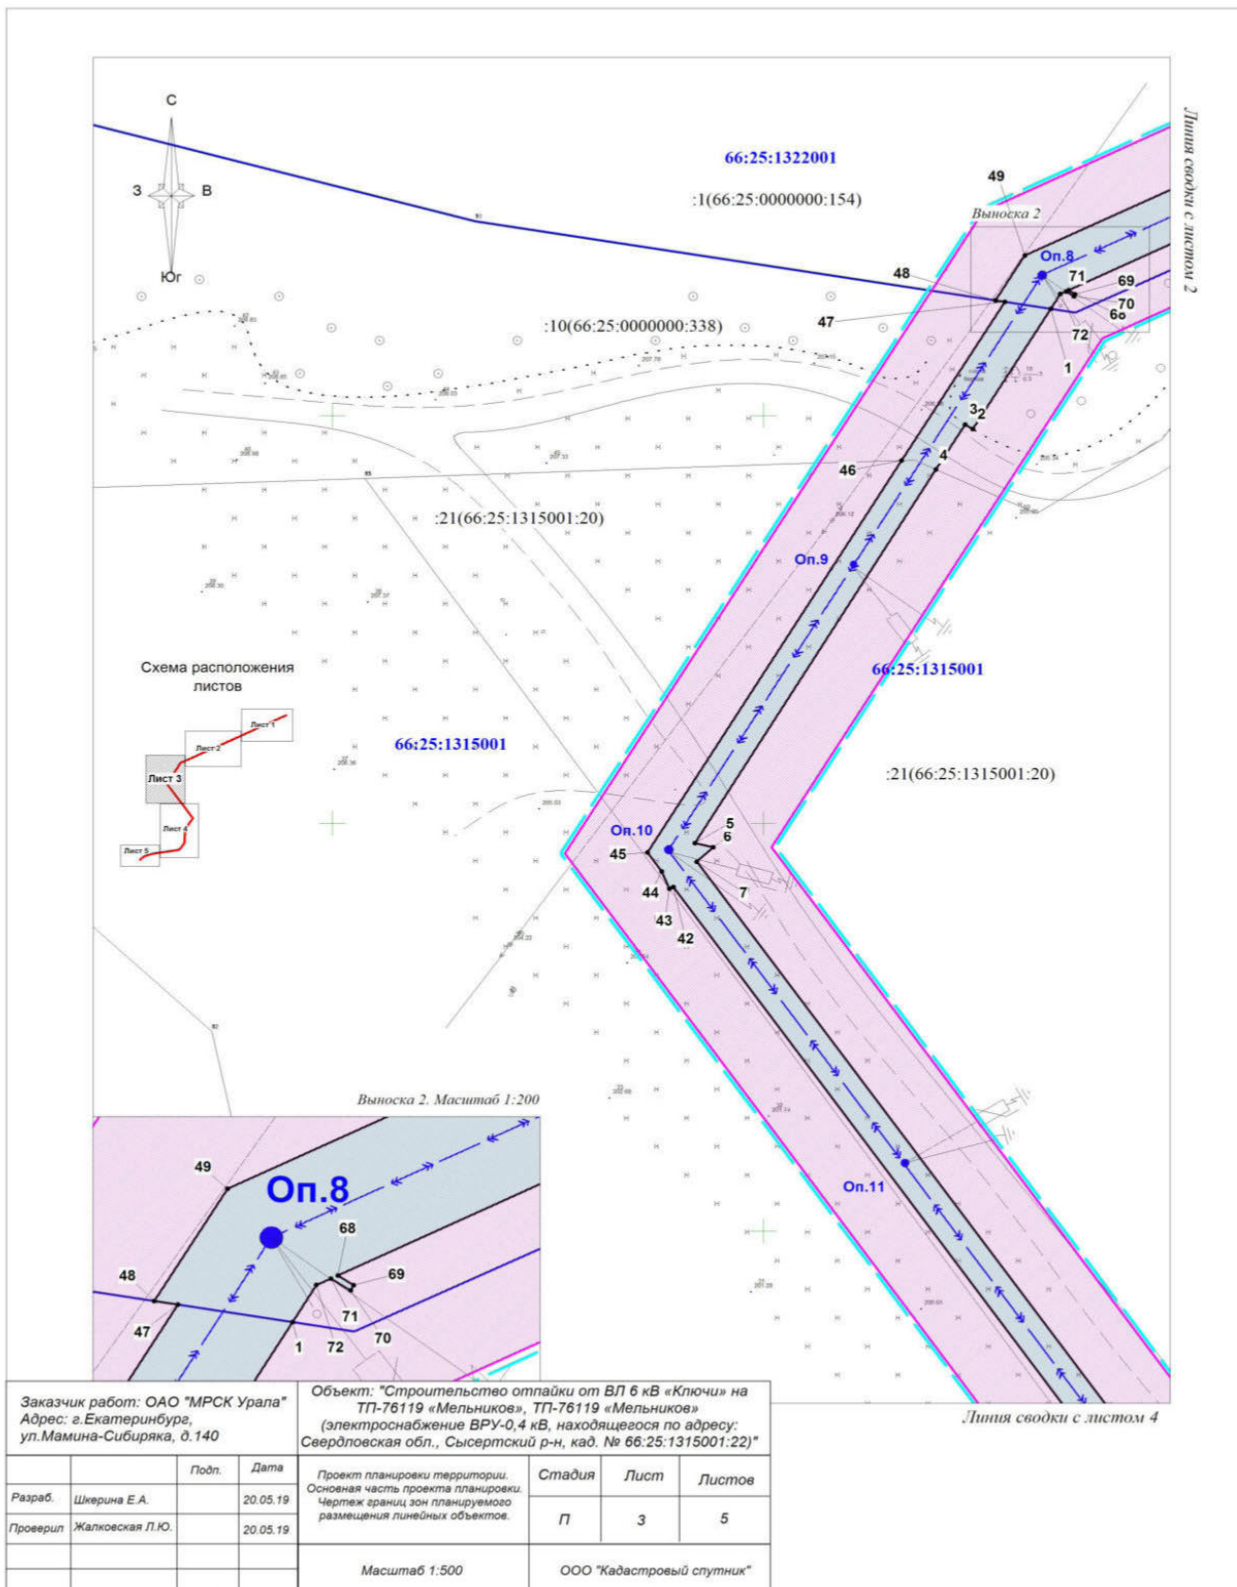 С
З
В
Юг
66:25:1322001
:1(66:25:0000000:154)
49
Выноска 2
Линия сводки с листом 2
Оп.8
71
69
70
68
72
48
47
1
:10(66:25:0000000:338)
3
2
4
46
:21(66:25:1315001:20)
Оп.9
66:25:1315001
Схема расположения
листов
Лист 1
Лист 2
Лист 3
Лист 4
Лист 5
66:25:1315001
:21(66:25:1315001:20)
Оп.10
5
6
45
7
44
43
42
Оп.11
Выноска 2. Масштаб 1:200
49
Оп.8
68
69
48
47
1
72
71
70
Линия сводки с листом 4
Заказчик работ: ОАО "МРСК Урала"
Адрес: г.Екатеринбург,
ул.Мамина-Сибиряка, д.140
Объект: "Строительство отпайки от ВЛ 6 кВ «Ключи» на
ТП-76119 «Мельников», ТП-76119 «Мельников»
(электроснабжение ВРУ-0,4 кВ, находящегося по адресу:
Свердловская обл., Сысертский р-н, кад. № 66:25:1315001:22)"
Подп.
Дата
Разраб.
Шкерина Е.А.
20.05.19
Проверил
Жалковская Л.Ю.
20.05.19
Проект планировки территории.
Основная часть проекта планировки.
Чертеж границ зон планируемого
размещения линейных объектов.
Стадия
Лист
Листов
П
3
5
Масштаб 1:500
ООО "Кадастровый спутник"